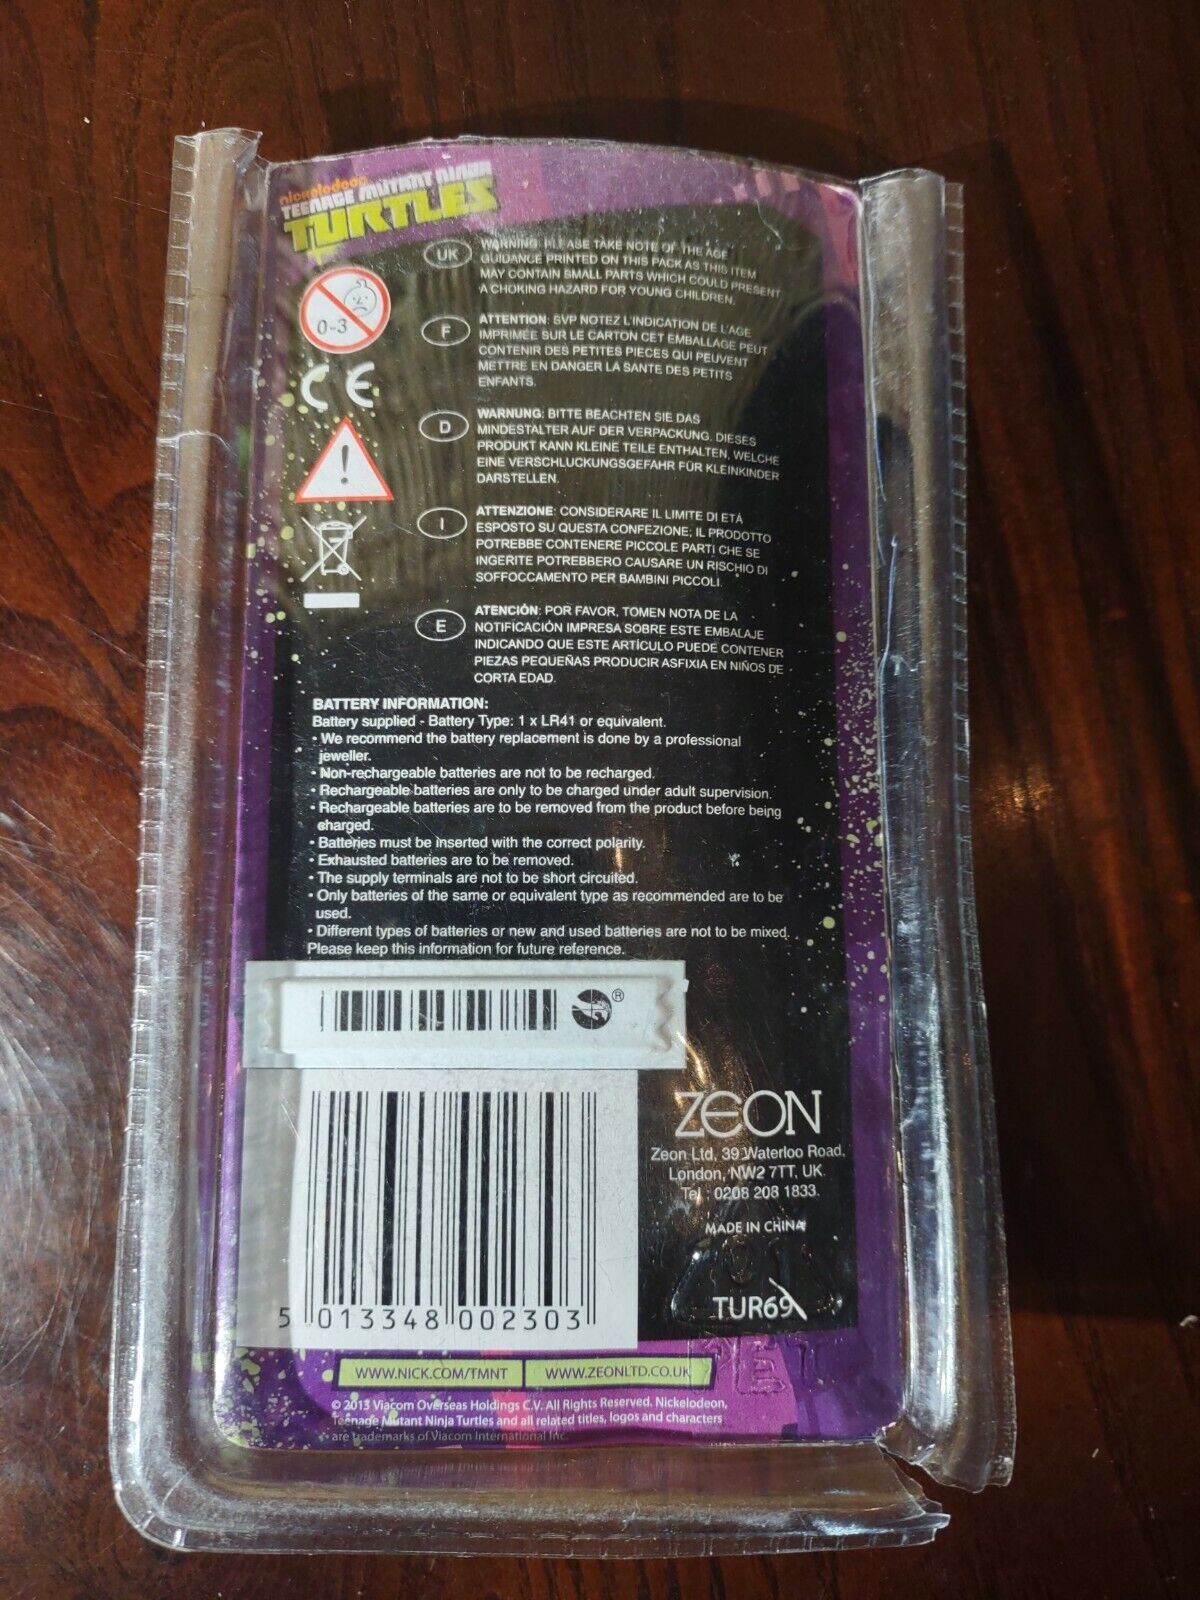 nickelodeon
TEENAGE MUTANT NINJA
TURTLES
0-3
CE
UK
WARNING: PLEASE TAKE NOTE OF THE AGE
GUIDANCE PRINTED ON THIS PACK AS THIS ITEM
MAY CONTAIN SMALL PARTS WHICH COULD PRESENT
A CHOKING HAZARD FOR YOUNG CHILDREN.
F
ATTENTION: SVP NOTEZ L'INDICATION DE L'AGE
IMPRIMÉE SUR LE CARTON CET EMBALLAGE PEUT
CONTENIR DES PETITES PIECES QUI PEUVENT
METTRE EN DANGER LA SANTE DES PETITS
ENFANTS.
D
WARNUNG: BITTE BEACHTEN SIE DAS
MINDESTALTER AUF DER VERPACKUNG. DIESES
PRODUKT KANN KLEINE TEILE ENTHALTEN, WELCHE
EINE VERSCHLUCKUNGSGEFAHR FÜR KLEINKINDER
DARSTELLEN.
I
ATTENZIONE: CONSIDERARE IL LIMITE DI ETÁ
ESPOSTO SU QUESTA CONFEZIONE; IL PRODOTTO
POTREBBE CONTENERE PICCOLE PARTI CHE SE
INGERITE POTREBBERO CAUSARE UN RISCHIO DI
SOFFOCCAMENTO PER BAMBINI PICCOLI.
E
ATENCIÓN: POR FAVOR, TOMEN NOTA DE LA
NOTIFICACIÓN IMPRESA SOBRE ESTE EMBALAJE
INDICANDO QUE ESTE ARTÍCULO PUEDE CONTENER
PIEZAS PEQUEÑAS PRODUCIR ASFIXIA EN NIÑOS DE
CORTA EDAD.
BATTERY INFORMATION:
Battery supplied - Battery Type: 1 x LR41 or equivalent.
• We recommend the battery replacement is done by a professional
jeweller.
• Non-rechargeable batteries are not to be recharged.
• Rechargeable batteries are only to be charged under adult supervision.
• Rechargeable batteries are to be removed from the product before being
charged.
• Batteries must be inserted with the correct polarity.
• Exhausted batteries are to be removed.
• The supply terminals are not to be short circuited.
• Only batteries of the same or equivalent type as recommended are to be
used.
• Different types of batteries or new and used batteries are not to be mixed.
Please keep this information for future reference.
®
5 013348 002303
ZEON
Zeon Ltd, 39 Waterloo Road,
London, NW2 7TT, UK.
Tel : 0208 208 1833.
MADE IN CHINA
01
TUR69
PET
WWW.NICK.COM/TMNT
WWW.ZEONLTD.CO.UK
© 2013 Viacom Overseas Holdings C.V. All Rights Reserved. Nickelodeon,
Teenage Mutant Ninja Turtles and all related titles, logos and characters
are trademarks of Viacom International Inc.